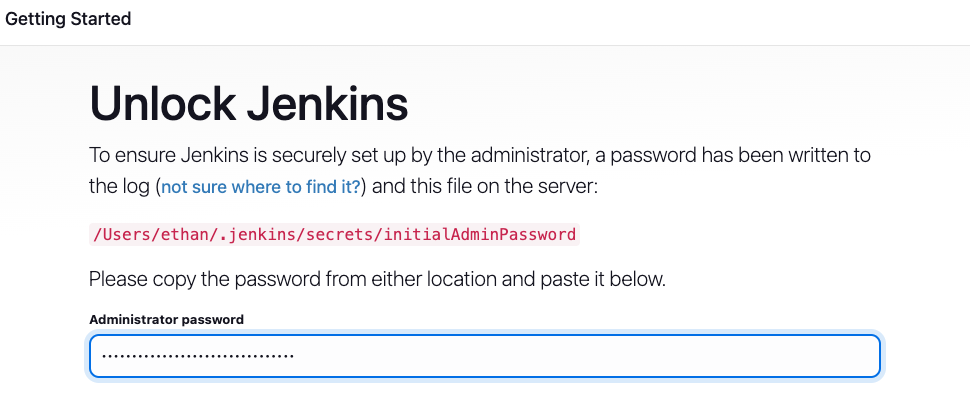 Getting Started
Unlock Jenkins
To ensure Jenkins is securely set up by the administrator, a password has been written to
the log (not sure where to find it?) and this file on the server:
/Users/ethan/.jenkins/secrets/initialAdminPassword
Please copy the password from either location and paste it below.
Administrator password
••••••••••••••••••••••••••••••••